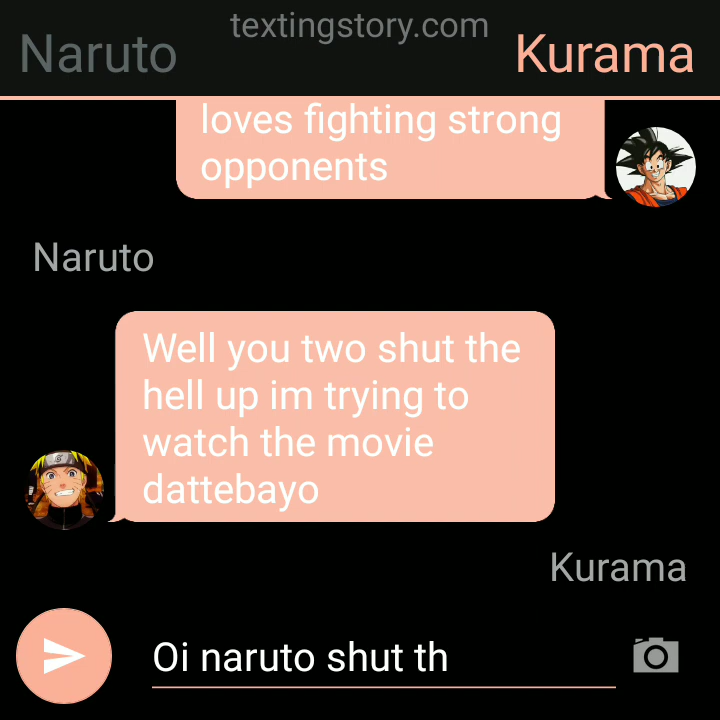 textingstory.com
Naruto
Kurama
loves fighting strong
opponents
Naruto
Well you two shut the
hell up im trying to
watch the movie
dattebayo
Kurama
Oi naruto shut th